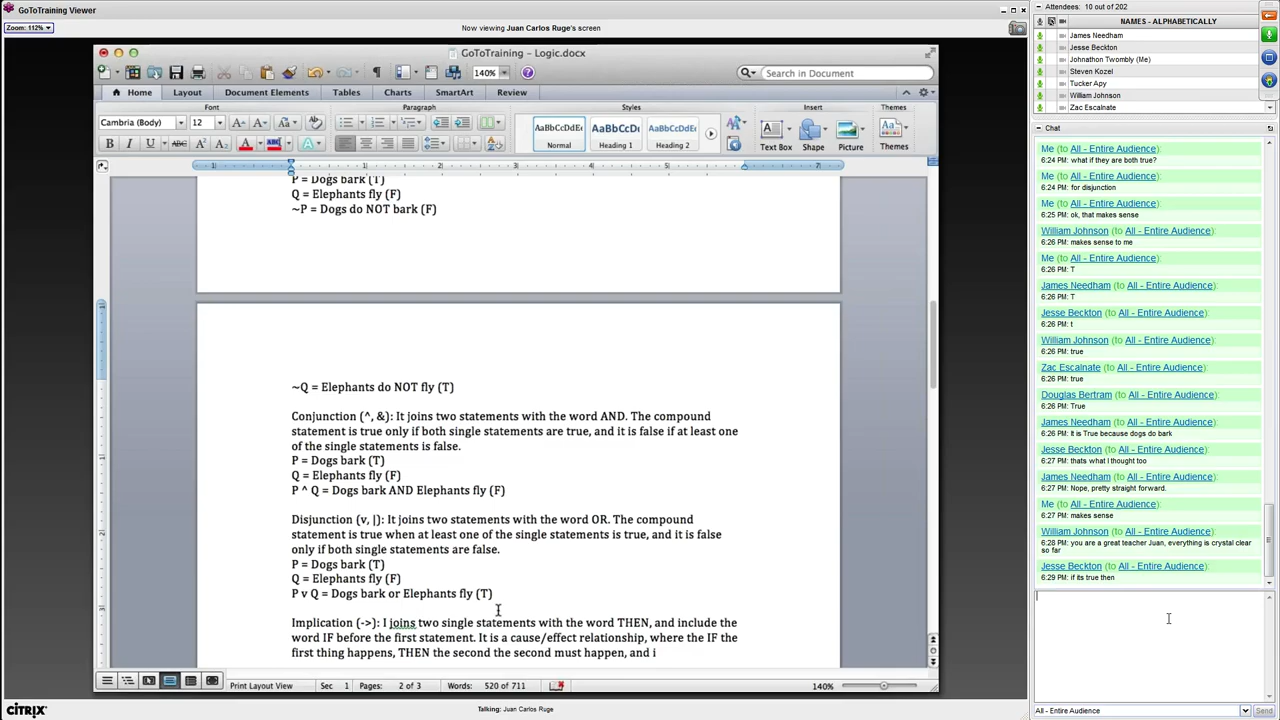 GoToTraining Viewer
Zoom: 112%
Now viewing Juan Carlos Ruge's screen
GoToTraining – Logic.docx
140%
Search in Document
Home
Layout
Document Elements
Tables
Charts
SmartArt
Review
Font
Paragraph
Styles
Insert
Themes
Cambria (Body)
12
AaBbCcDdEe
AaBbCcDc
AaBbCcDdEe
Normal
Heading 1
Heading 2
Text Box
Shape
Picture
Themes
P = Dogs bark (T)
Q = Elephants fly (F)
~P = Dogs do NOT bark (F)
~Q = Elephants do NOT fly (T)
Conjunction (^, &): It joins two statements with the word AND. The compound
statement is true only if both single statements are true, and it is false if at least one
of the single statements is false.
P = Dogs bark (T)
Q = Elephants fly (F)
P ^ Q = Dogs bark AND Elephants fly (F)
Disjunction (v, |): It joins two statements with the word OR. The compound
statement is true when at least one of the single statements is true, and it is false
only if both single statements are false.
P = Dogs bark (T)
Q = Elephants fly (F)
P v Q = Dogs bark or Elephants fly (T)
Implication (->): I joins two single statements with the word THEN, and include the
word IF before the first statement. It is a cause/effect relationship, where the IF the
first thing happens, THEN the second the second must happen, and i
Print Layout View
Sec 1
Pages: 2 of 3
Words: 520 of 711
140%
CITRIX
Talking: Juan Carlos Ruge
Attendees: 10 out of 202
NAMES - ALPHABETICALLY
James Needham
Jesse Beckton
Johnathon Twombly (Me)
Steven Kozel
Tucker Apy
William Johnson
Zac Escalnate
Chat
Me (to All - Entire Audience):
6:24 PM: what if they are both true?
Me (to All - Entire Audience):
6:24 PM: for disjunction
Me (to All - Entire Audience):
6:25 PM: ok, that makes sense
William Johnson (to All - Entire Audience):
6:26 PM: makes sense to me
Me (to All - Entire Audience):
6:26 PM: T
James Needham (to All - Entire Audience):
6:26 PM: T
Jesse Beckton (to All - Entire Audience):
6:26 PM: t
William Johnson (to All - Entire Audience):
6:26 PM: true
Zac Escalnate (to All - Entire Audience):
6:26 PM: true
Douglas Bertram (to All - Entire Audience):
6:26 PM: True
James Needham (to All - Entire Audience):
6:26 PM: It is True because dogs do bark
Jesse Beckton (to All - Entire Audience):
6:27 PM: thats what I thought too
James Needham (to All - Entire Audience):
6:27 PM: Nope, pretty straight forward.
Me (to All - Entire Audience):
6:27 PM: makes sense
William Johnson (to All - Entire Audience):
6:28 PM: you are a great teacher Juan, everything is crystal clear
so far
Jesse Beckton (to All - Entire Audience):
6:29 PM: if its true then
All - Entire Audience
Send